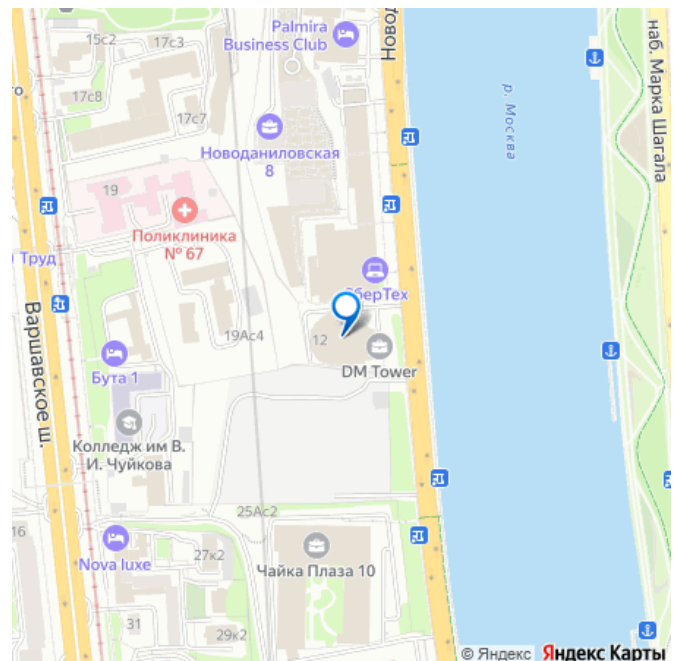 Palmira
Business Club
15с2
17с3
17с8
17с7
Новод
наб. Марка Шагала
р. Москва
Новоданиловская
8
19
Поликлиника
№ 67
Труд
СберТех
Варшавское ш.
19Ас4
12
DM Tower
Бута 1
Колледж им В.
И. Чуйкова
25Ас2
16
Nova luxe
27к2
Чайка Плаза 10
31
29к2
© Яндекс Яндекс Карты